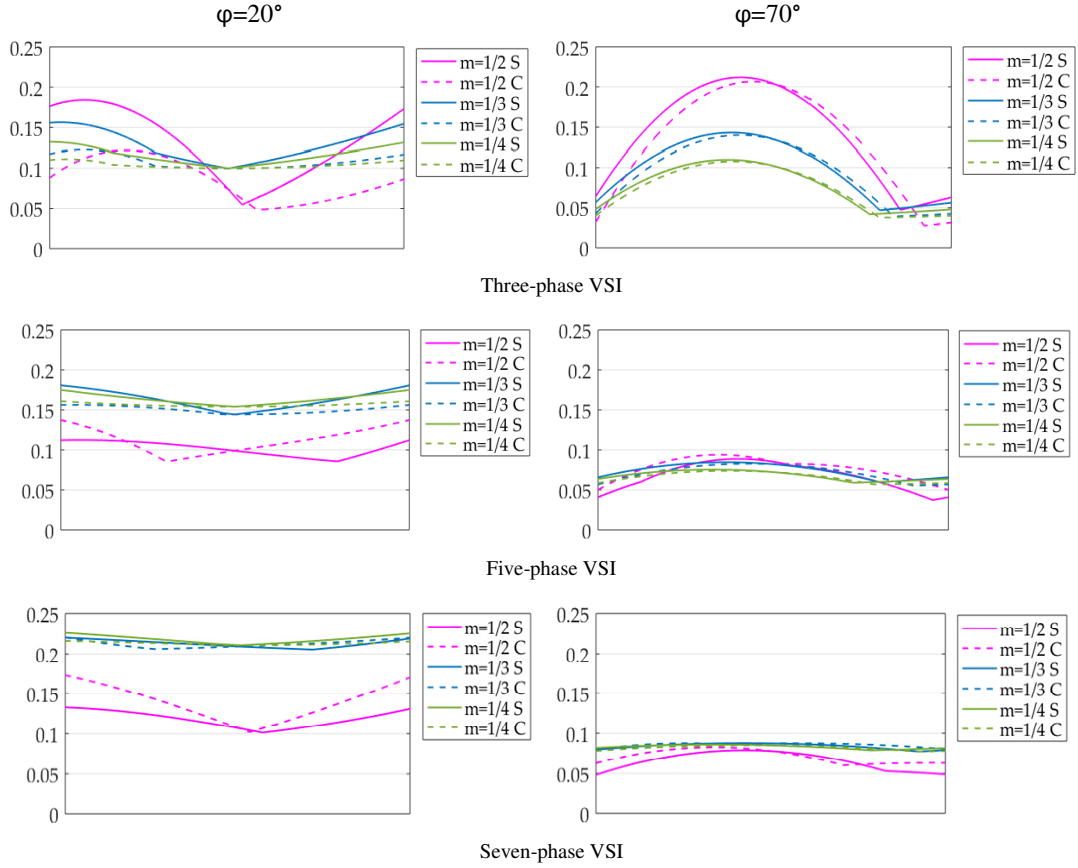 φ=20°
φ=70°
0.25
0.2
0.15
0.1
0.05
0
m=1/2 S
m=1/2 C
m=1/3 S
m=1/3 C
m=1/4 S
m=1/4 C
0.25
0.2
0.15
0.1
0.05
0
m=1/2 S
m=1/2 C
m=1/3 S
m=1/3 C
m=1/4 S
m=1/4 C
Three-phase VSI
0.25
0.2
0.15
0.1
0.05
0
m=1/2 S
m=1/2 C
m=1/3 S
m=1/3 C
m=1/4 S
m=1/4 C
0.25
0.2
0.15
0.1
0.05
0
m=1/2 S
m=1/2 C
m=1/3 S
m=1/3 C
m=1/4 S
m=1/4 C
Five-phase VSI
0.25
0.2
0.15
0.1
0.05
0
m=1/2 S
m=1/2 C
m=1/3 S
m=1/3 C
m=1/4 S
m=1/4 C
0.25
0.2
0.15
0.1
0.05
0
m=1/2 S
m=1/2 C
m=1/3 S
m=1/3 C
m=1/4 S
m=1/4 C
Seven-phase VSI